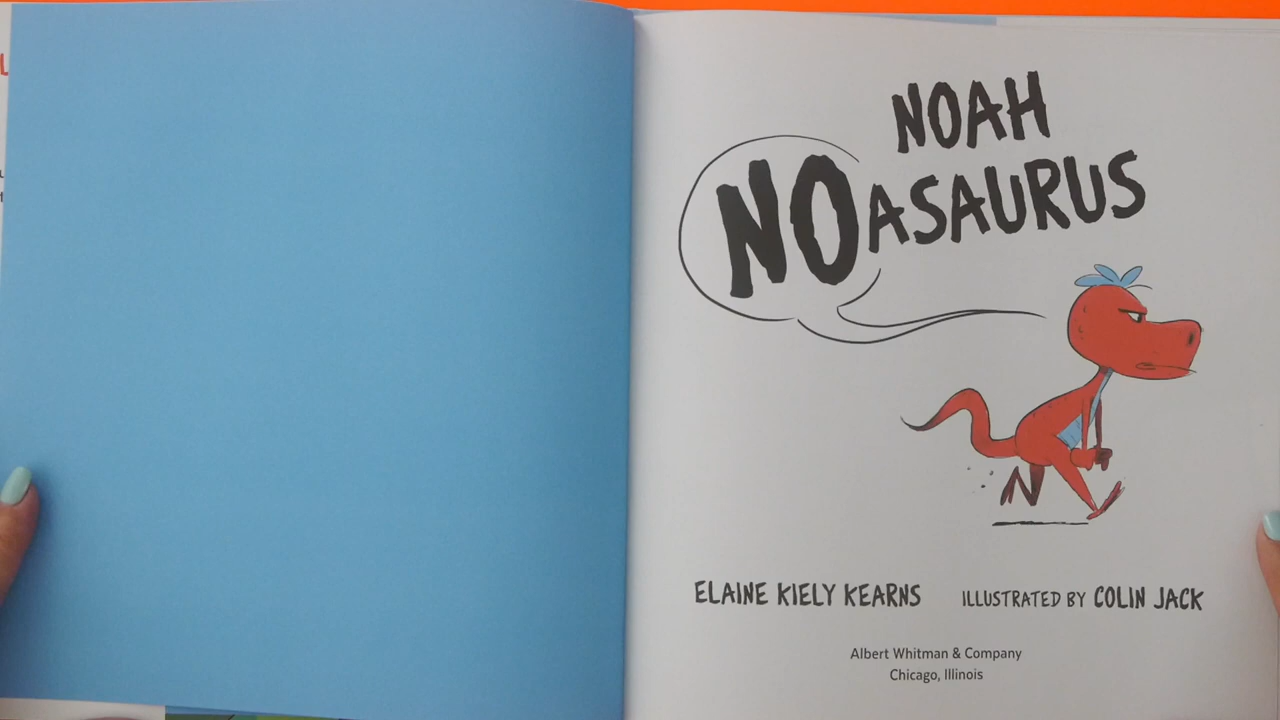 NOAH
NOASAURUS
ELAINE KIELY KEARNS
ILLUSTRATED BY COLIN JACK
Albert Whitman & Company
Chicago, Illinois